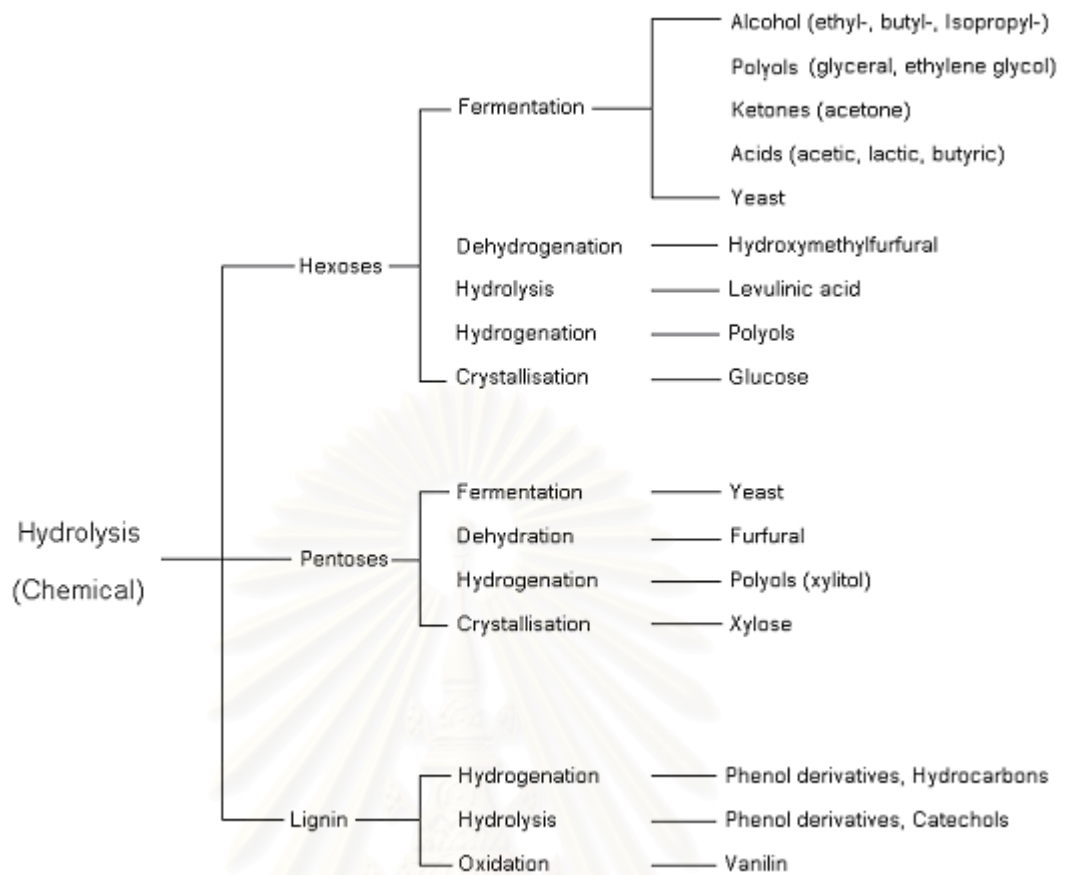 Alcohol (ethyl-, butyl-, Isopropyl-)
Polyols (glyceral, ethylene glycol)
Fermentation
Ketones (acetone)
Acids (acetic, lactic, butyric)
Yeast
Dehydrogenation Hydroxymethylfurfural
Hexoses
Hydrolysis Levulinic acid
Hydrogenation Polyols
Crystallisation Glucose
Fermentation Yeast
Hydrolysis
(Chemical)
Dehydration Furfural
Pentoses
Hydrogenation Polyols (xylitol)
Crystallisation Xylose
Hydrogenation Phenol derivatives, Hydrocarbons
Lignin
Hydrolysis Phenol derivatives, Catechols
Oxidation Vanilin